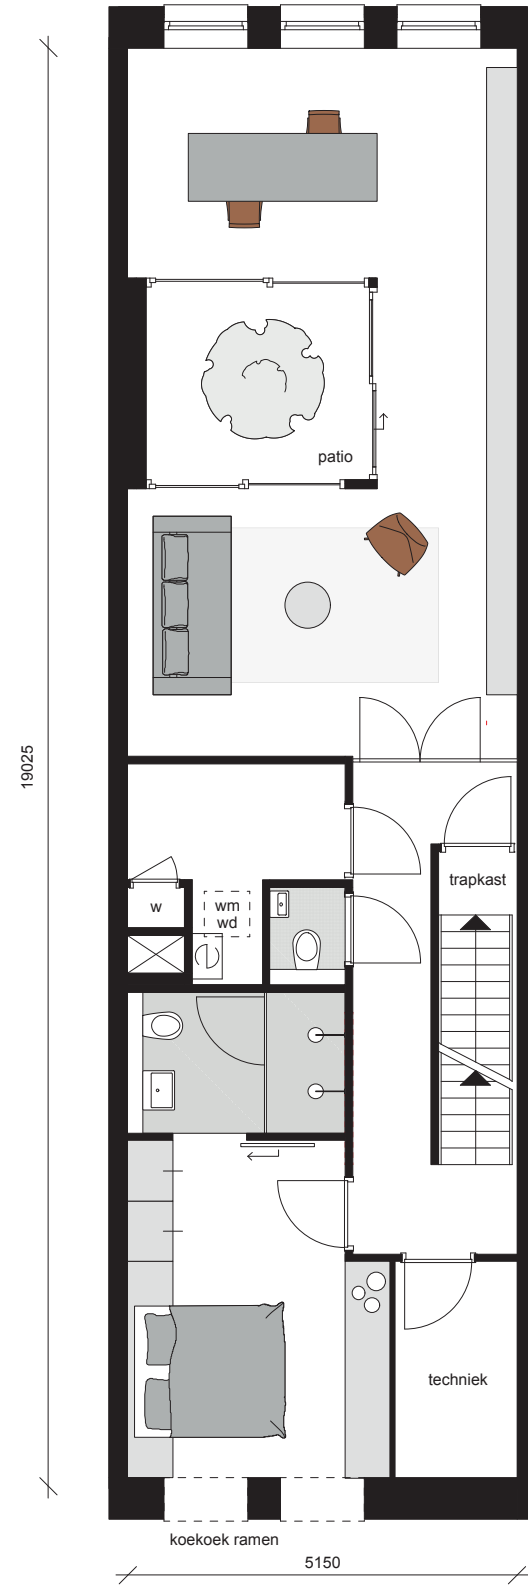 patio
19025
trapkast
w
wm
wd
techniek
koekoek ramen
5150